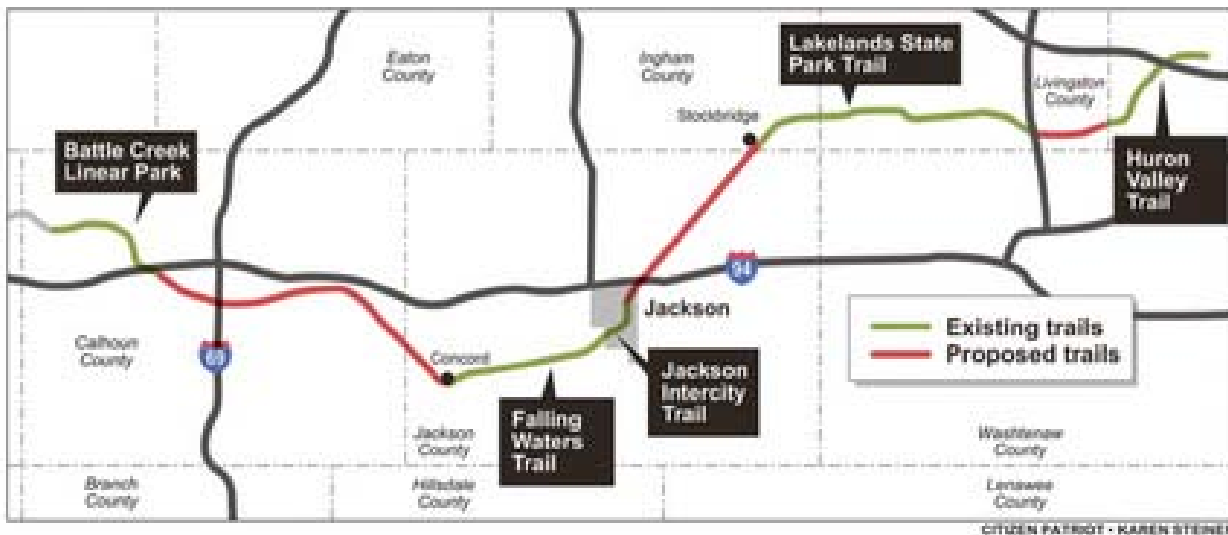 Eaton
County
Ingham
County
Lakelands State
Park Trail
Livingston
County
Stockbridge
Battle Creek
Linear Park
Huron
Valley
Trail
94
Jackson
Existing trails
Proposed trails
Calhoun
County
69
Concord
Jackson
Intercity
Trail
Falling
Waters
Trail
Jackson
County
Washtenaw
County
Branch
County
Hillsdale
County
Lenawee
County
CITIZEN PATRIOT • KAREN STEINER